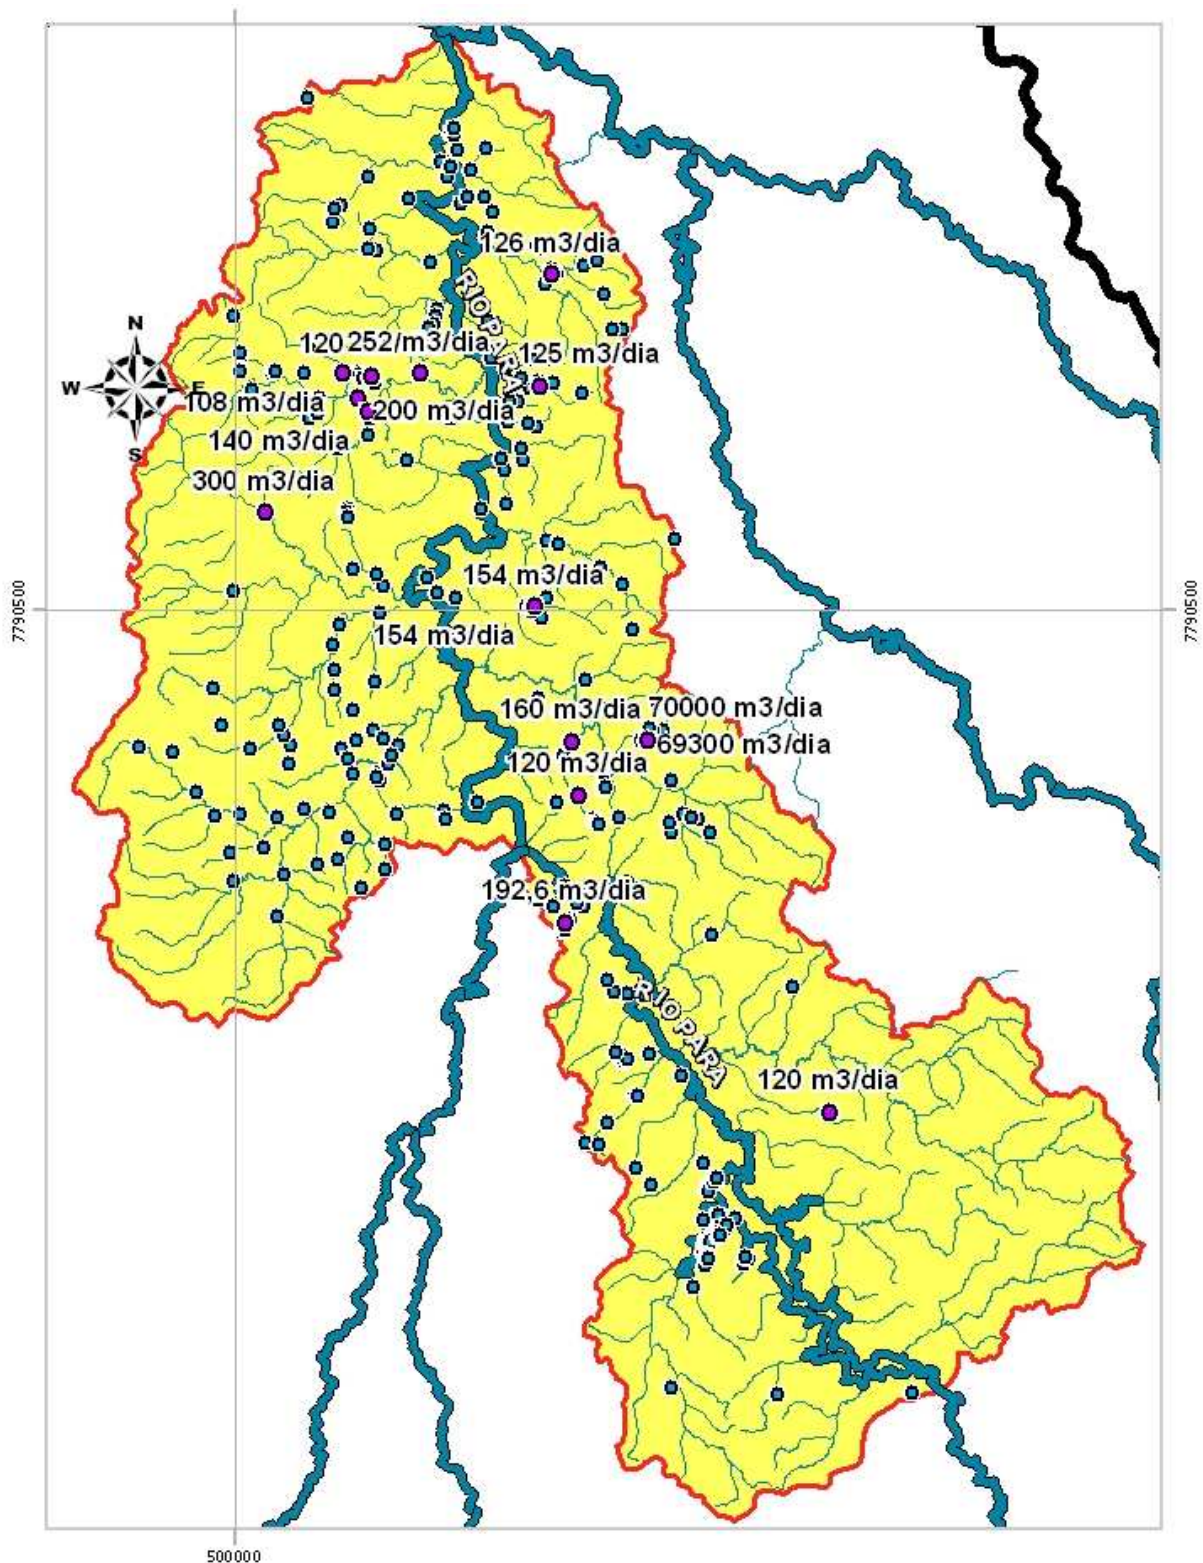 126 m3/dia
RIO PARA
N
W
E
S
120
252/m3/dia
125 m3/dia
108 m3/dia
200 m3/dia
140 m3/dia
300 m3/dia
154 m3/dia
7790500
7790500
154 m3/dia
160 m3/dia
70000 m3/dia
69300 m3/dia
120 m3/dia
192,6 m3/dia
RIO PARA
120 m3/dia
500000